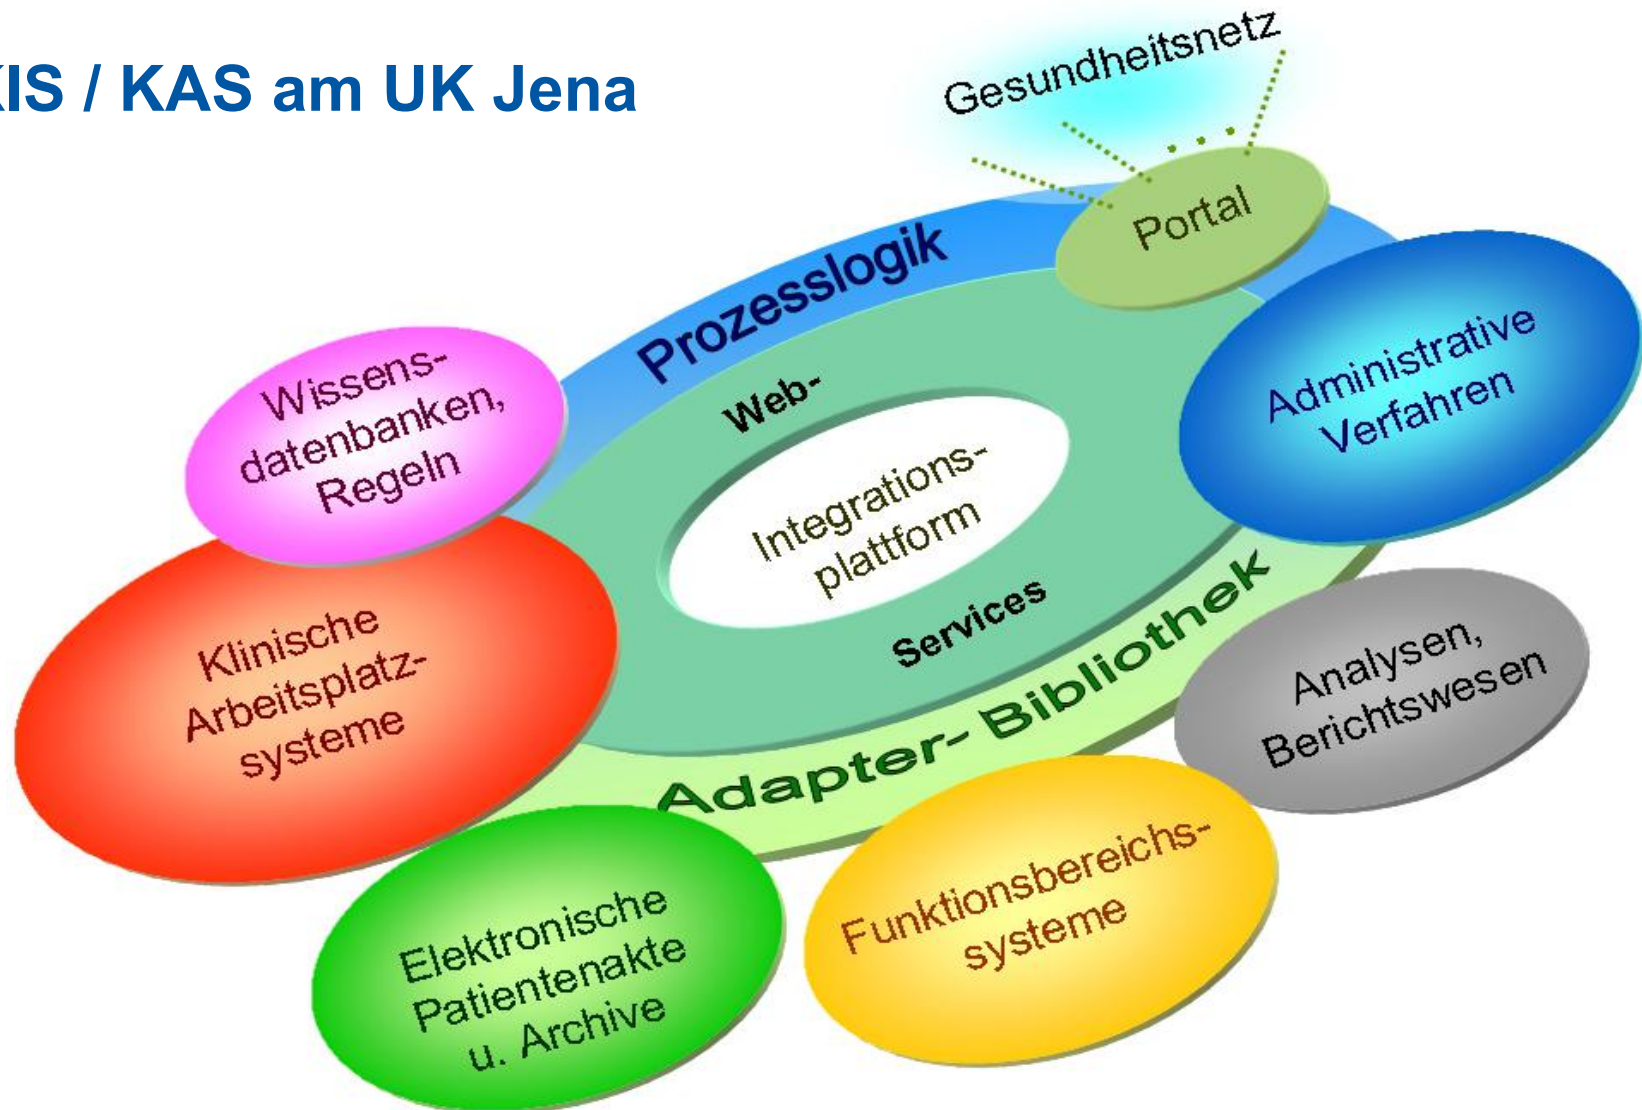 KIS / KAS am UK Jena
Gesundheitsnetz
Portal
Prozesslogik
Administrative
Verfahren
Wissens-
datenbanken,
Regeln
Web-
Integrations-
plattform
Services
Klinische
Arbeitsplatz-
systeme
Analysen,
Berichtswesen
Adapter- Bibliothek
Funktionsbereichs-
systeme
Elektronische
Patientenakte
u. Archive